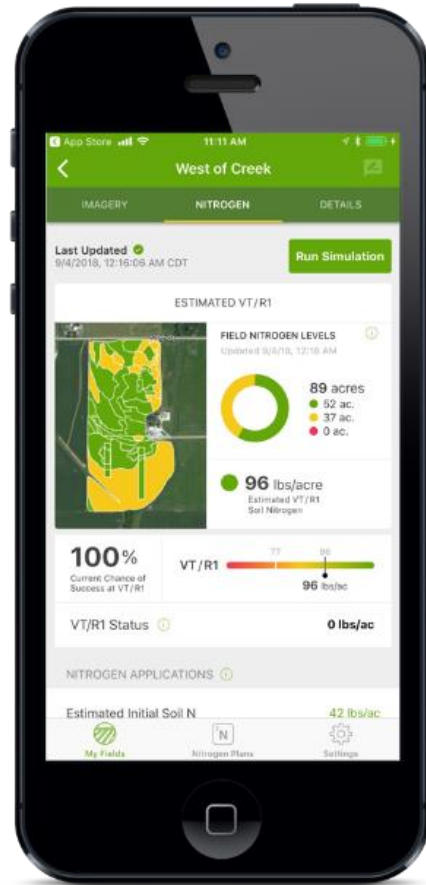 App Store
11:11 AM
West of Creek
IMAGERY
NITROGEN
DETAILS
Last Updated
9/4/2018, 12:16:06 AM CDT
Run Simulation
ESTIMATED VT/R1
FIELD NITROGEN LEVELS
Updated 9/4/18, 12:16 AM
89 acres
52 ac.
37 ac.
0 ac.
96 lbs/acre
Estimated VT/R1
Soil Nitrogen
100%
Current Chance of
Success at VT/R1
VT/R1
77
96 lbs/ac
VT/R1 Status
0 lbs/ac
NITROGEN APPLICATIONS
Estimated Initial Soil N
42 lbs/ac
My Fields
N
Nitrogen Plans
Settings